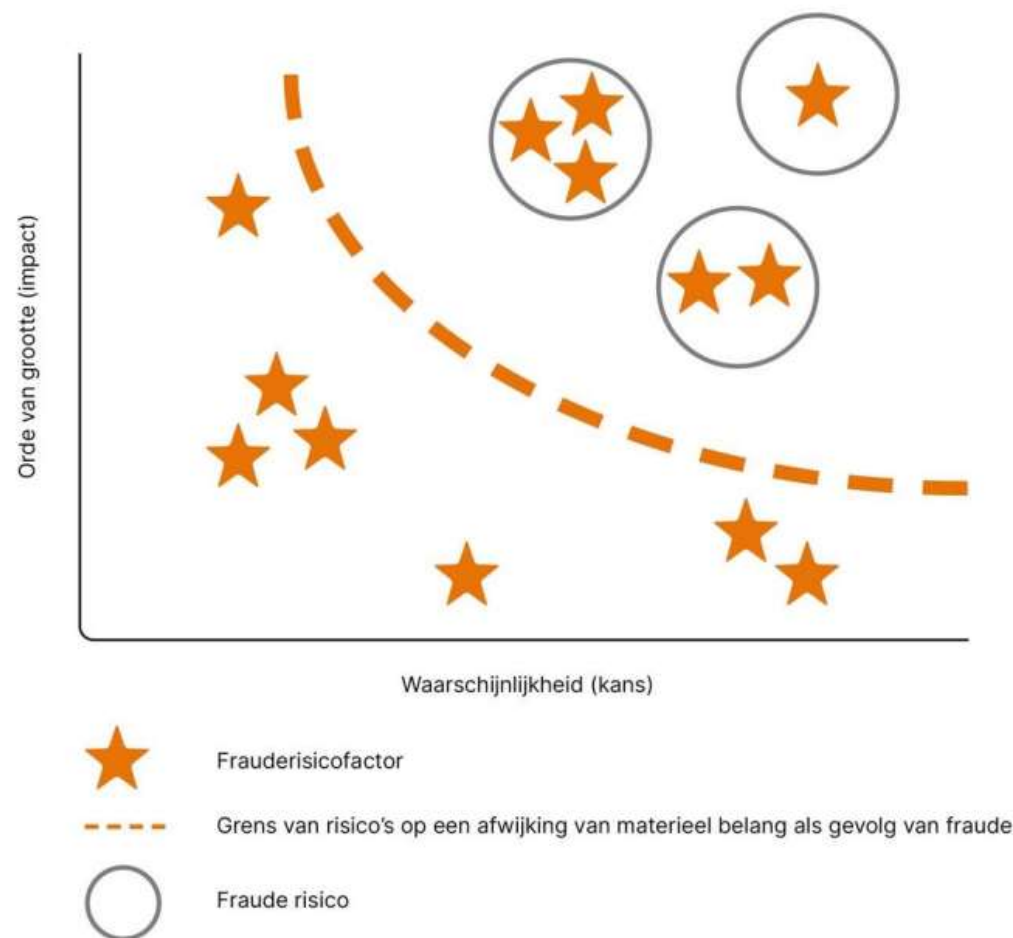 Orde van grootte (impact)
Waarschijnlijkheid (kans)
Frauderisicofactor
Grens van risico's op een afwijking van materieel belang als gevolg van fraude
Fraude risico